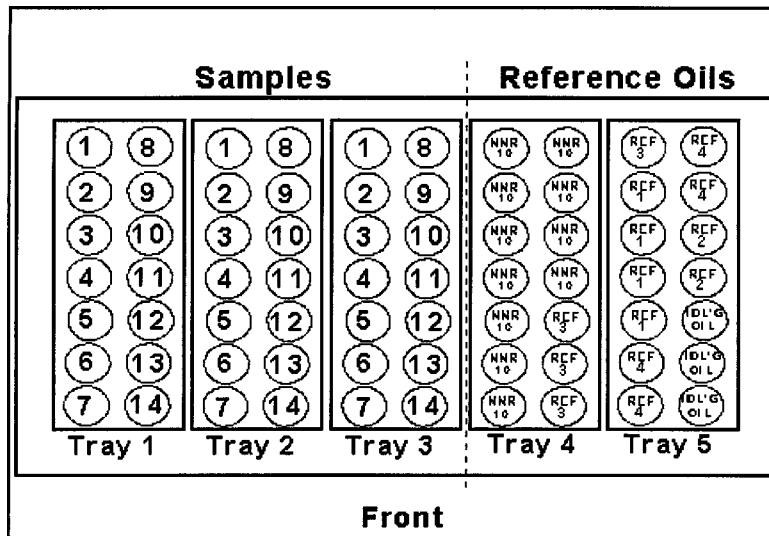 Samples Reference Oils
1 8 1 8 1 8 NNR 10 NNR 10 REF 3 REF 4
2 9 2 9 2 9 NNR 10 NNR 10 REF 1 REF 4
3 10 3 10 3 10 NNR 10 NNR 10 REF 1 REF 2
4 11 4 11 4 11 NNR 10 NNR 10 REF 1 REF 2
5 12 5 12 5 12 NNR 10 REF 3 REF 1 IDL'G OIL
6 13 6 13 6 13 NNR 10 REF 3 REF 4 IDL'G OIL
7 14 7 14 7 14 NNR 10 REF 3 REF 4 IDL'G OIL
Tray 1 Tray 2 Tray 3 Tray 4 Tray 5
Front